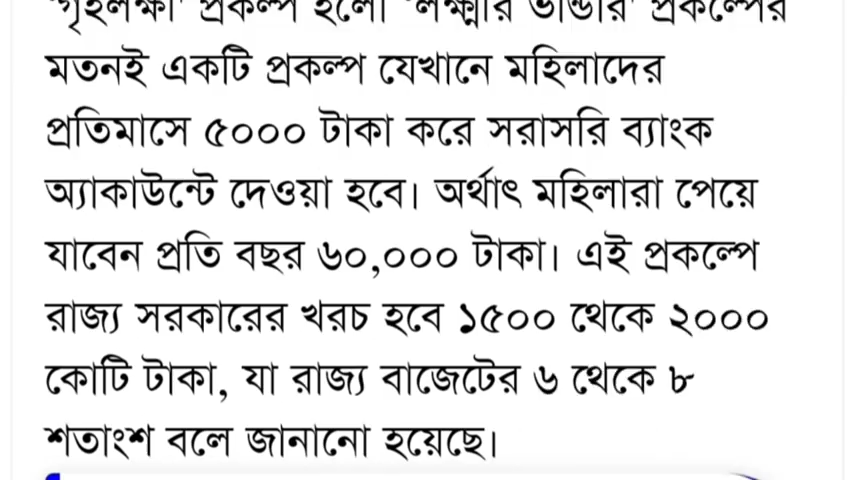 'গৃহলক্ষ্মী' প্রকল্প হলো 'লক্ষ্মীর ভান্ডার' প্রকল্পের
মতনই একটি প্রকল্প যেখানে মহিলাদের
প্রতিমাসে ৫০০০ টাকা করে সরাসরি ব্যাংক
অ্যাকাউন্টে দেওয়া হবে। অর্থাৎ মহিলারা পেয়ে
যাবেন প্রতি বছর ৬০,০০০ টাকা। এই প্রকল্পে
রাজ্য সরকারের খরচ হবে ১৫০০ থেকে ২০০০
কোটি টাকা, যা রাজ্য বাজেটের ৬ থেকে ৮
শতাংশ বলে জানানো হয়েছে।